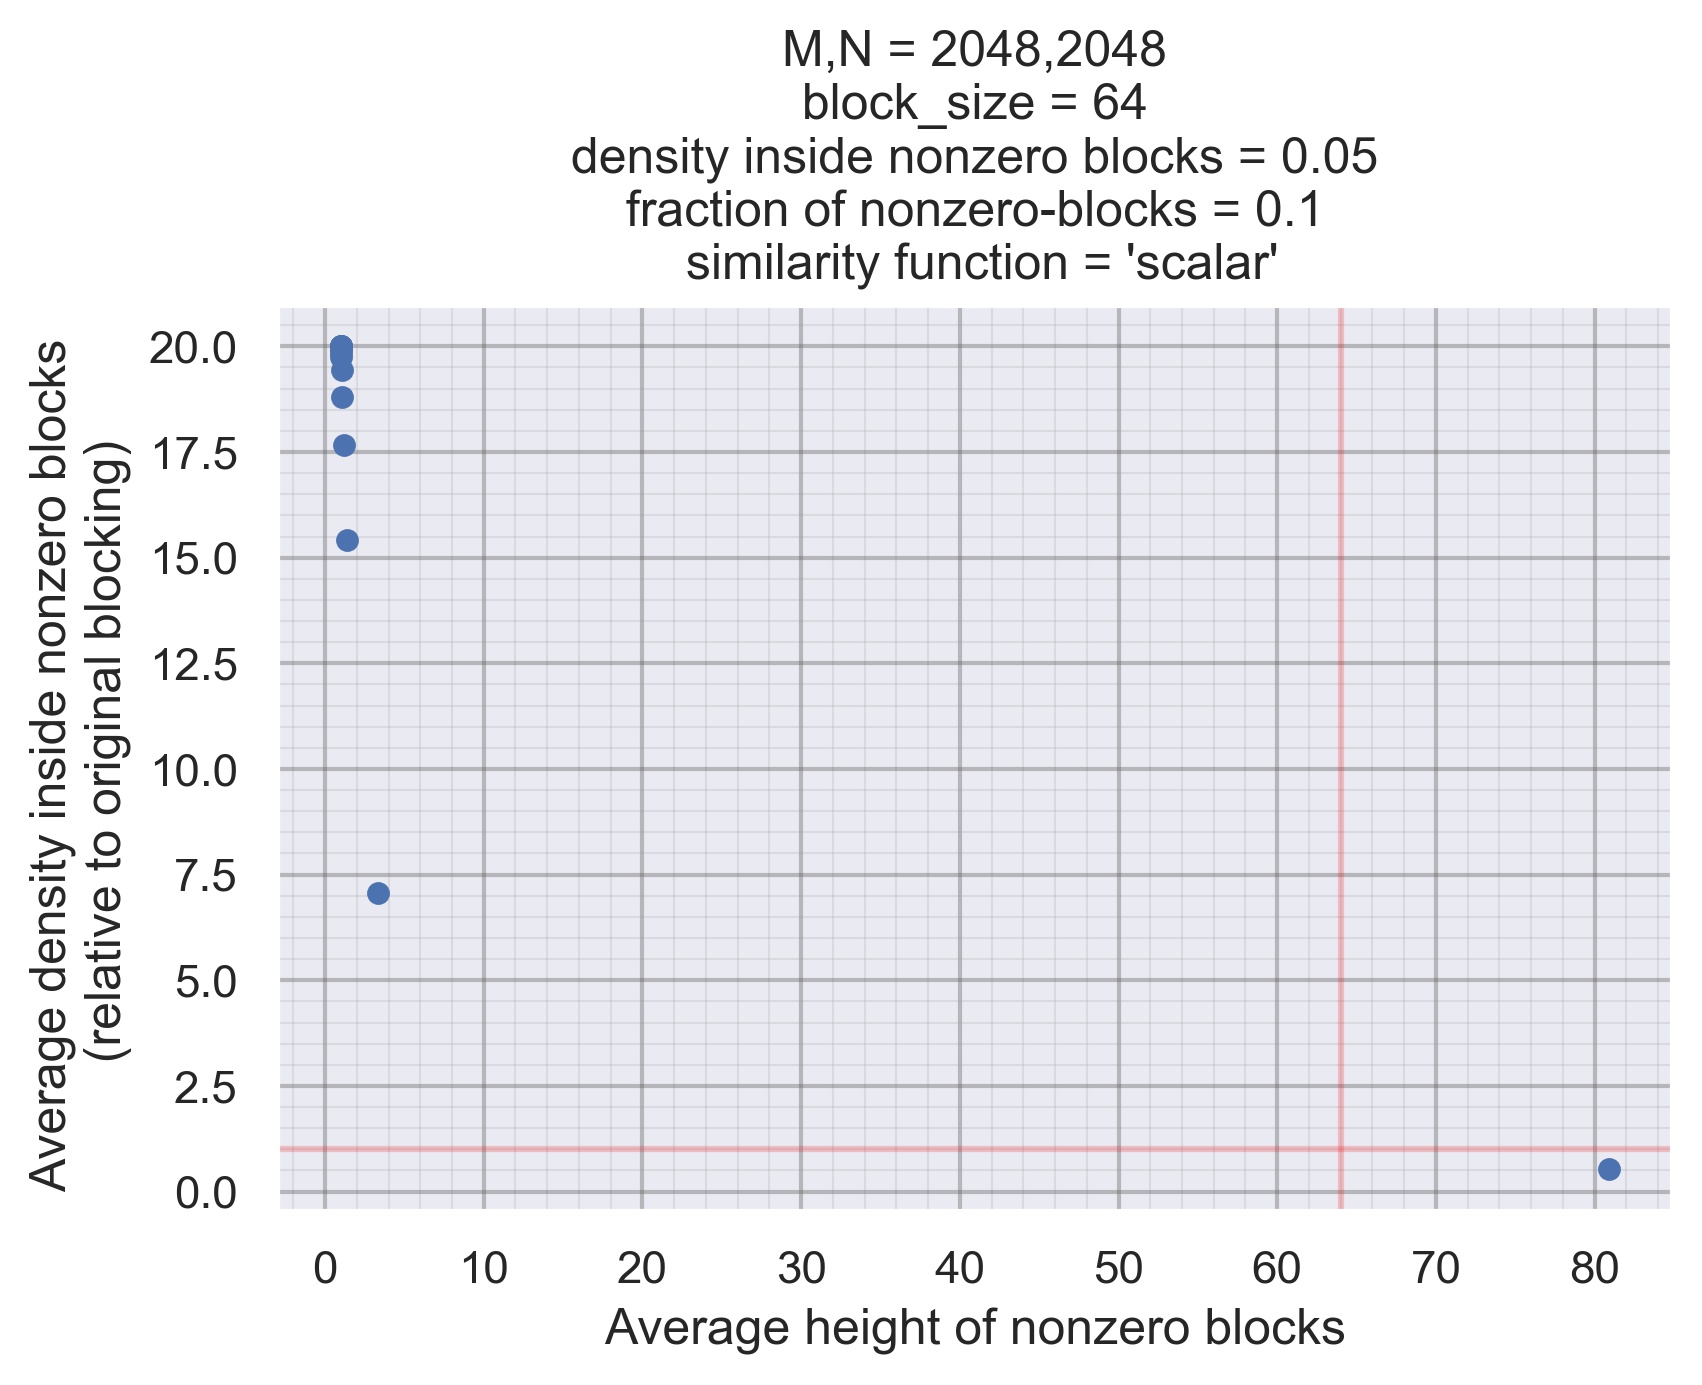 M,N = 2048,2048
block_size = 64
density inside nonzero blocks = 0.05
fraction of nonzero-blocks = 0.1
similarity function = 'scalar'
Average density inside nonzero blocks
(relative to original blocking)
20.0
17.5
15.0
12.5
10.0
7.5
5.0
2.5
0.0
0 10 20 30 40 50 60 70 80
Average height of nonzero blocks